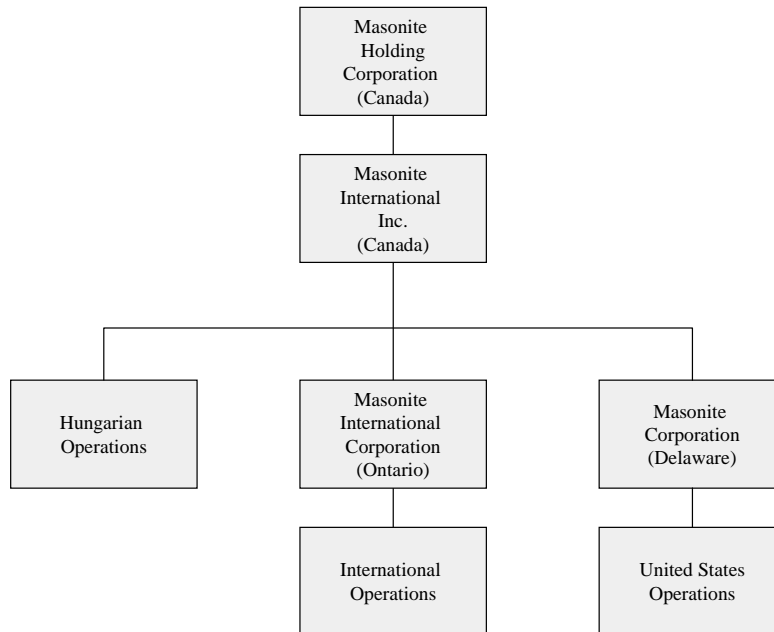 Masonite
Holding
Corporation
(Canada)
Masonite
International
Inc.
(Canada)
Hungarian
Operations
Masonite
International
Corporation
(Ontario)
Masonite
Corporation
(Delaware)
International
Operations
United States
Operations